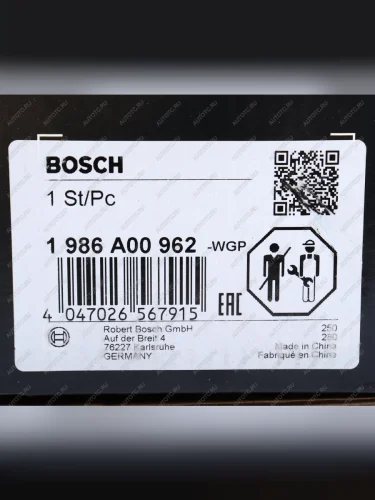 BOSCH
1 St/Pc
1 986 A00 962 -WGP
4 047026 567915
EAC
Robert Bosch GmbH
Auf der Breit 4
76227 Karlsruhe
GERMANY
250
280
Made in China
Fabriqué en China